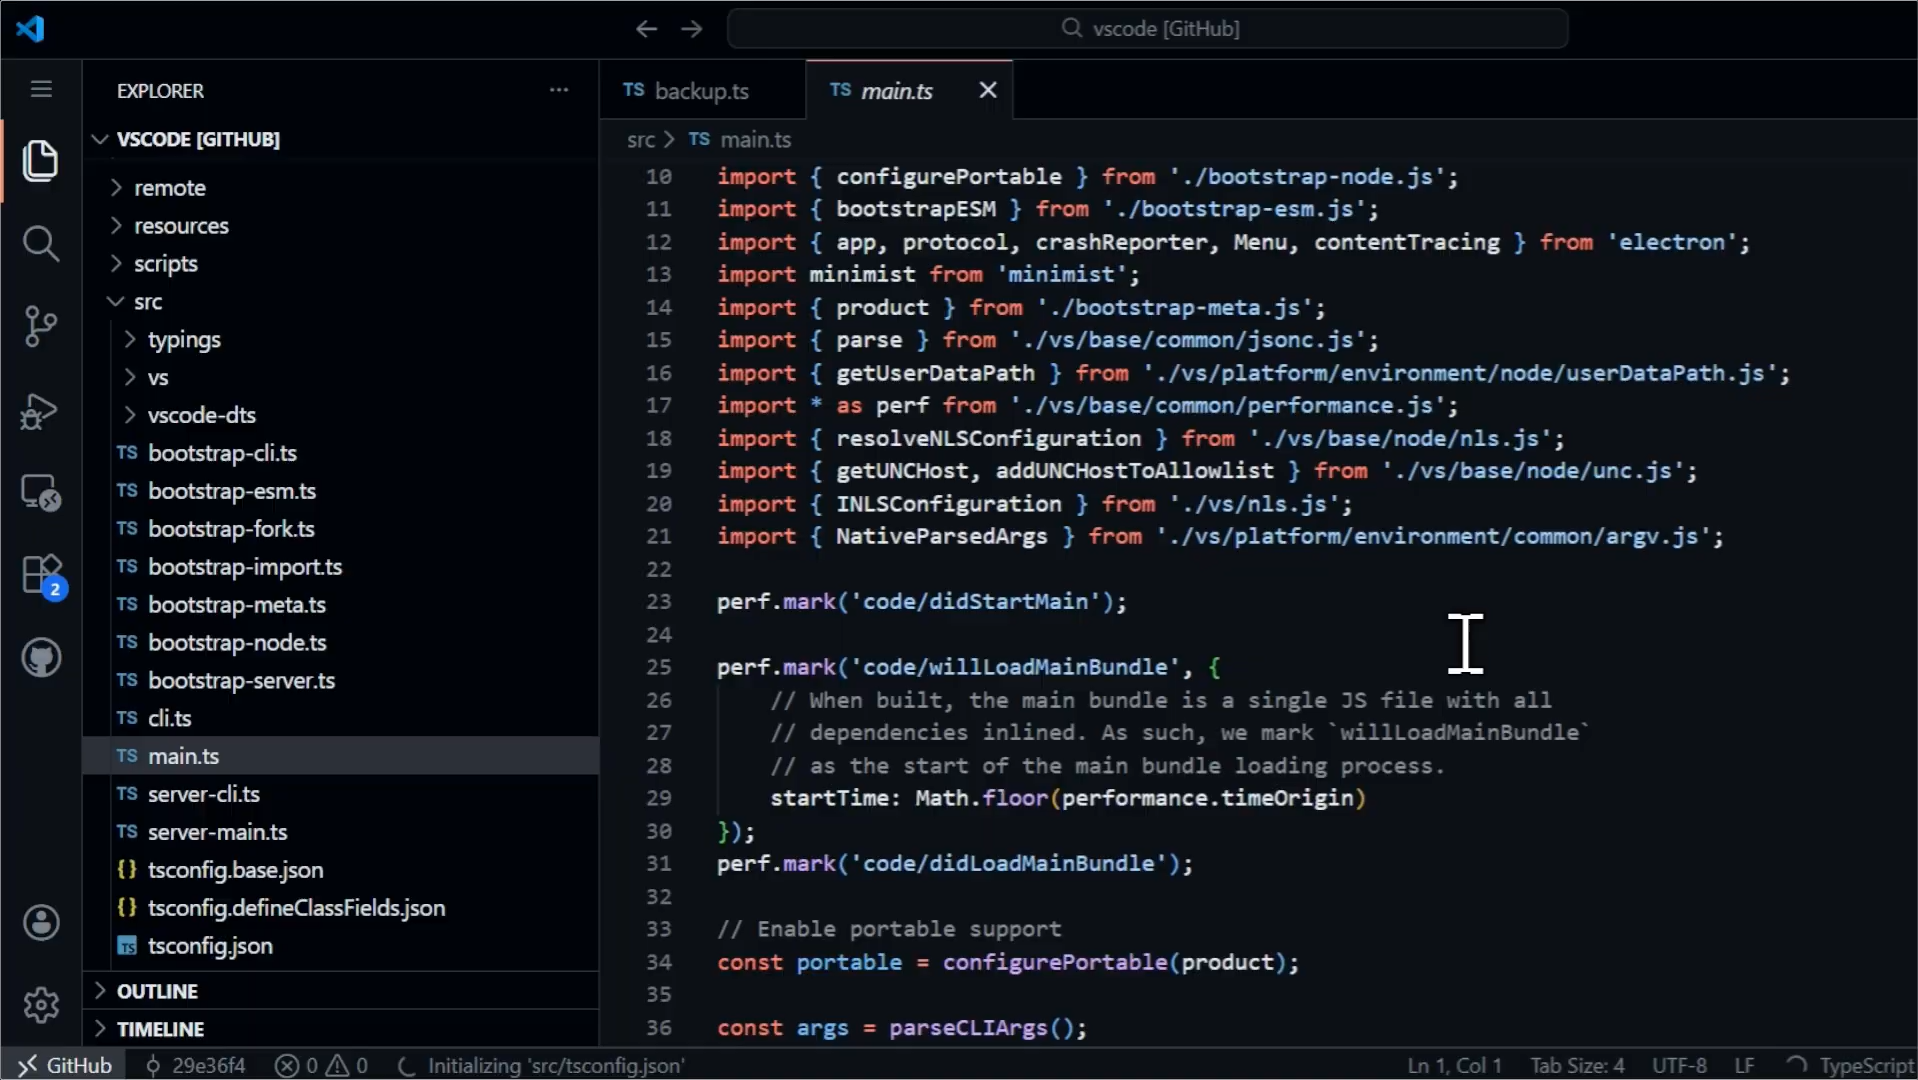 vscode [GitHub]
EXPLORER
VSCODE [GITHUB]
remote
resources
scripts
src
typings
vs
vscode-dts
TS bootstrap-cli.ts
TS bootstrap-esm.ts
TS bootstrap-fork.ts
TS bootstrap-import.ts
TS bootstrap-meta.ts
TS bootstrap-node.ts
TS bootstrap-server.ts
TS cli.ts
TS main.ts
TS server-cli.ts
TS server-main.ts
{} tsconfig.base.json
{} tsconfig.defineClassFields.json
TS tsconfig.json
OUTLINE
TIMELINE
2
TS backup.ts
TS main.ts
src > TS main.ts
10 import { configurePortable } from './bootstrap-node.js';
11 import { bootstrapESM } from './bootstrap-esm.js';
12 import { app, protocol, crashReporter, Menu, contentTracing } from 'electron';
13 import minimist from 'minimist';
14 import { product } from './bootstrap-meta.js';
15 import { parse } from './vs/base/common/jsonc.js';
16 import { getUserDataPath } from './vs/platform/environment/node/userDataPath.js';
17 import * as perf from './vs/base/common/performance.js';
18 import { resolveNLSConfiguration } from './vs/base/node/nls.js';
19 import { getUNCHost, addUNCHostToAllowlist } from './vs/base/node/unc.js';
20 import { INLSConfiguration } from './vs/nls.js';
21 import { NativeParsedArgs } from './vs/platform/environment/common/argv.js';
22
23 perf.mark('code/didStartMain');
24
25 perf.mark('code/willLoadMainBundle', {
26 // When built, the main bundle is a single JS file with all
27 // dependencies inlined. As such, we mark `willLoadMainBundle`
28 // as the start of the main bundle loading process.
29 startTime: Math.floor(performance.timeOrigin)
30 });
31 perf.mark('code/didLoadMainBundle');
32
33 // Enable portable support
34 const portable = configurePortable(product);
35
36 const args = parseCLIArgs();
GitHub 29e36f4 0 0 Initializing 'src/tsconfig.json' Ln 1, Col 1 Tab Size: 4 UTF-8 LF TypeScript